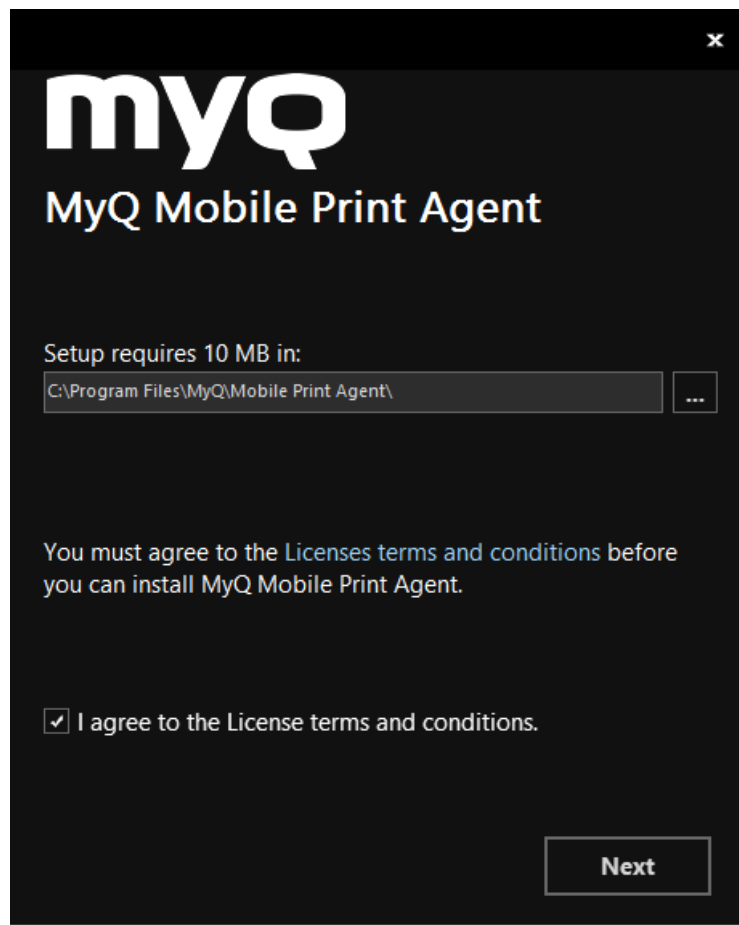 myQ
MyQ Mobile Print Agent
Setup requires 10 MB in:
C:\Program Files\MyQ\Mobile Print Agent\
...
You must agree to the Licenses terms and conditions before
you can install MyQ Mobile Print Agent.
I agree to the License terms and conditions.
Next